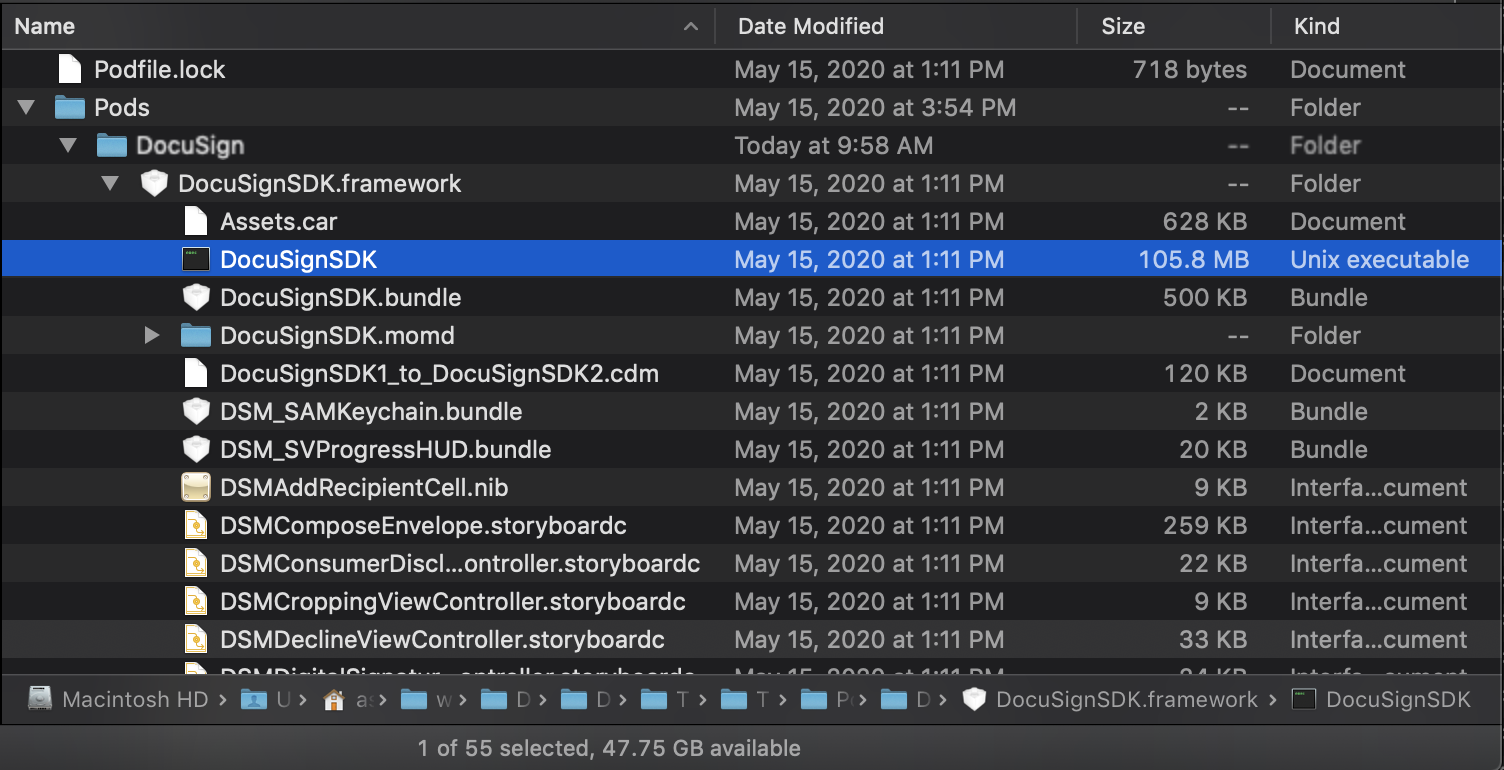 Name Date Modified Size Kind
Podfile.lock May 15, 2020 at 1:11 PM 718 bytes Document
Pods May 15, 2020 at 3:54 PM -- Folder
DocuSign Today at 9:58 AM -- Folder
DocuSignSDK.framework May 15, 2020 at 1:11 PM -- Folder
Assets.car May 15, 2020 at 1:11 PM 628 KB Document
DocuSignSDK May 15, 2020 at 1:11 PM 105.8 MB Unix executable
DocuSignSDK.bundle May 15, 2020 at 1:11 PM 500 KB Bundle
DocuSignSDK.momd May 15, 2020 at 1:11 PM -- Folder
DocuSignSDK1_to_DocuSignSDK2.cdm May 15, 2020 at 1:11 PM 120 KB Document
DSM_SAMKeychain.bundle May 15, 2020 at 1:11 PM 2 KB Bundle
DSM_SVProgressHUD.bundle May 15, 2020 at 1:11 PM 20 KB Bundle
DSMAddRecipientCell.nib May 15, 2020 at 1:11 PM 9 KB Interfa...cument
DSMComposeEnvelope.storyboardc May 15, 2020 at 1:11 PM 259 KB Interfa...cument
DSMConsumerDiscl...ontroller.storyboardc May 15, 2020 at 1:11 PM 22 KB Interfa...cument
DSMCroppingViewController.storyboardc May 15, 2020 at 1:11 PM 9 KB Interfa...cument
DSMDeclineViewController.storyboardc May 15, 2020 at 1:11 PM 33 KB Interfa...cument
Macintosh HD U w D D T T D DocuSignSDK.framework DocuSignSDK
1 of 55 selected, 47.75 GB available